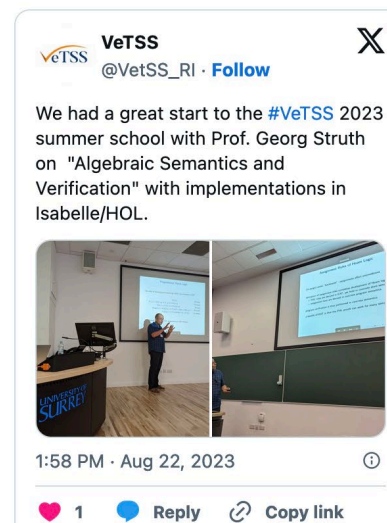 VeTSS
VeTSS
@VetSS_RI · Follow
We had a great start to the #VeTSS 2023
summer school with Prof. Georg Struth
on "Algebraic Semantics and
Verification" with implementations in
Isabelle/HOL.
UNIVERSITY OF
SURREY
1:58 PM · Aug 22, 2023
1 Reply Copy link